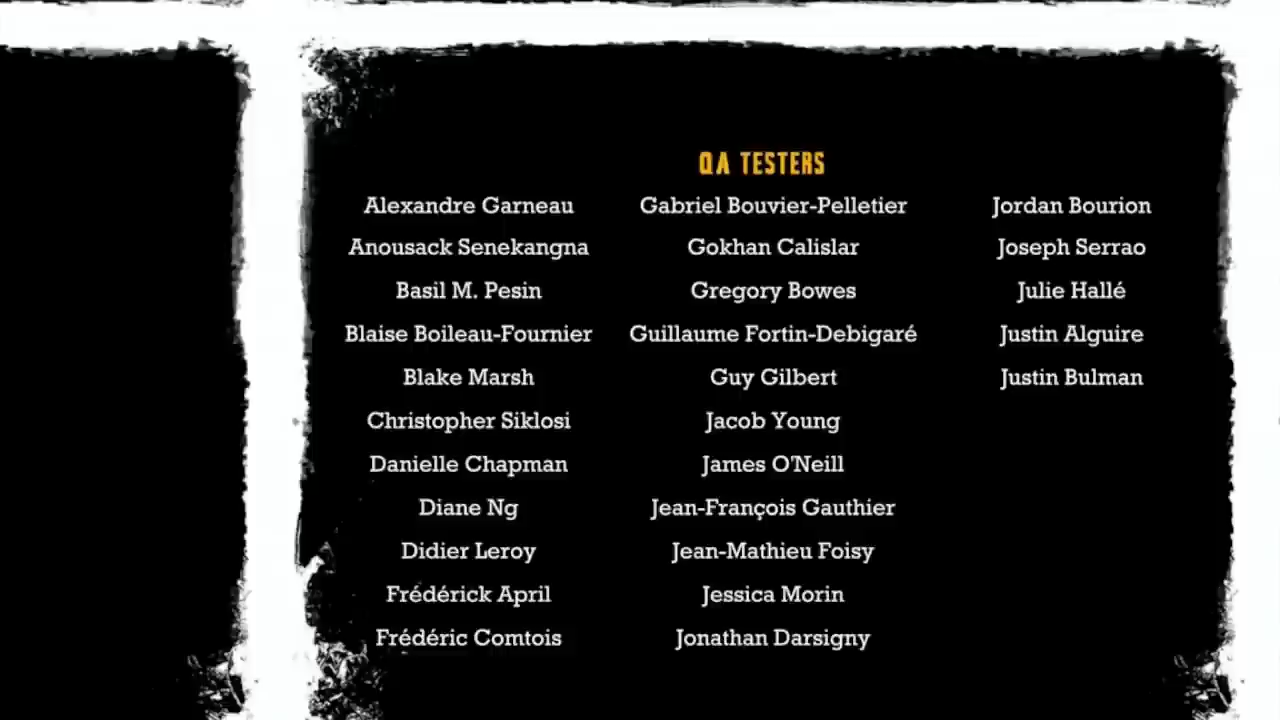 QA TESTERS
Alexandre Garneau
Anousack Senekangna
Basil M. Pesin
Blaise Boileau-Fournier
Blake Marsh
Christopher Siklosi
Danielle Chapman
Diane Ng
Didier Leroy
Frédérick April
Frédéric Comtois
Gabriel Bouvier-Pelletier
Gokhan Calislar
Gregory Bowes
Guillaume Fortin-Debigaré
Guy Gilbert
Jacob Young
James O'Neill
Jean-François Gauthier
Jean-Mathieu Foisy
Jessica Morin
Jonathan Darsigny
Jordan Bourion
Joseph Serrao
Julie Hallé
Justin Alguire
Justin Bulman